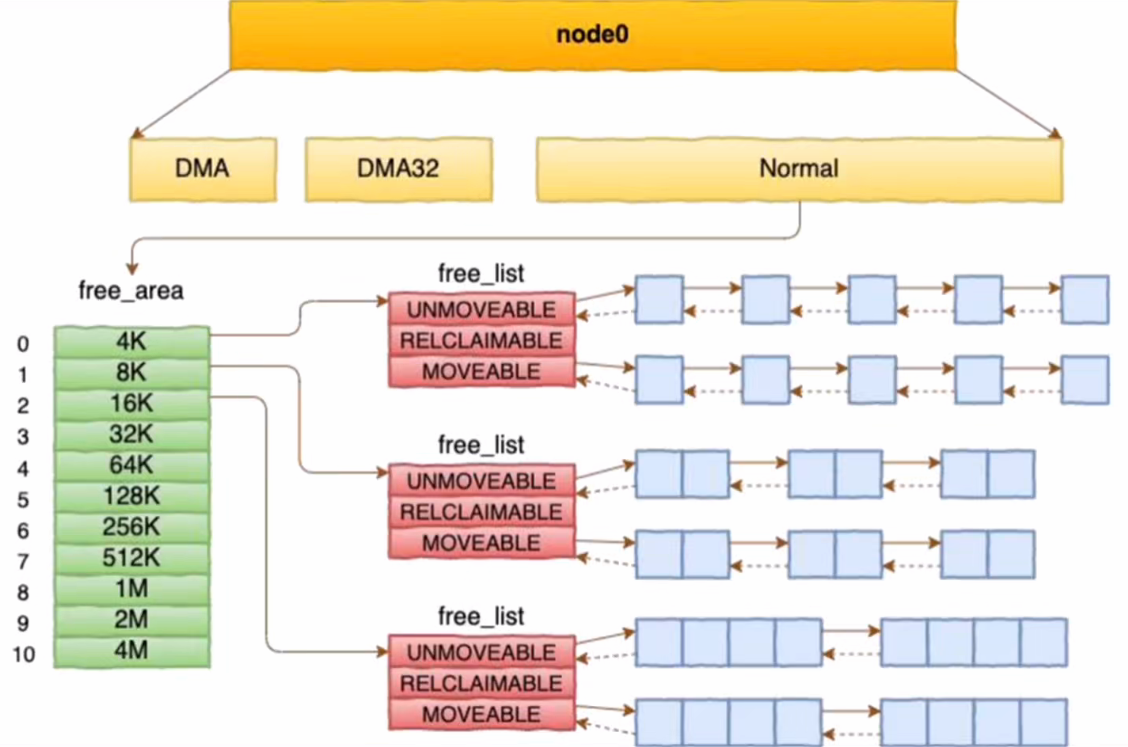 node0
DMA
DMA32
Normal
free_area
0 4K
1 8K
2 16K
3 32K
4 64K
5 128K
6 256K
7 512K
8 1M
9 2M
10 4M
free_list
UNMOVEABLE
RELCLAIMABLE
MOVEABLE
free_list
UNMOVEABLE
RELCLAIMABLE
MOVEABLE
free_list
UNMOVEABLE
RELCLAIMABLE
MOVEABLE